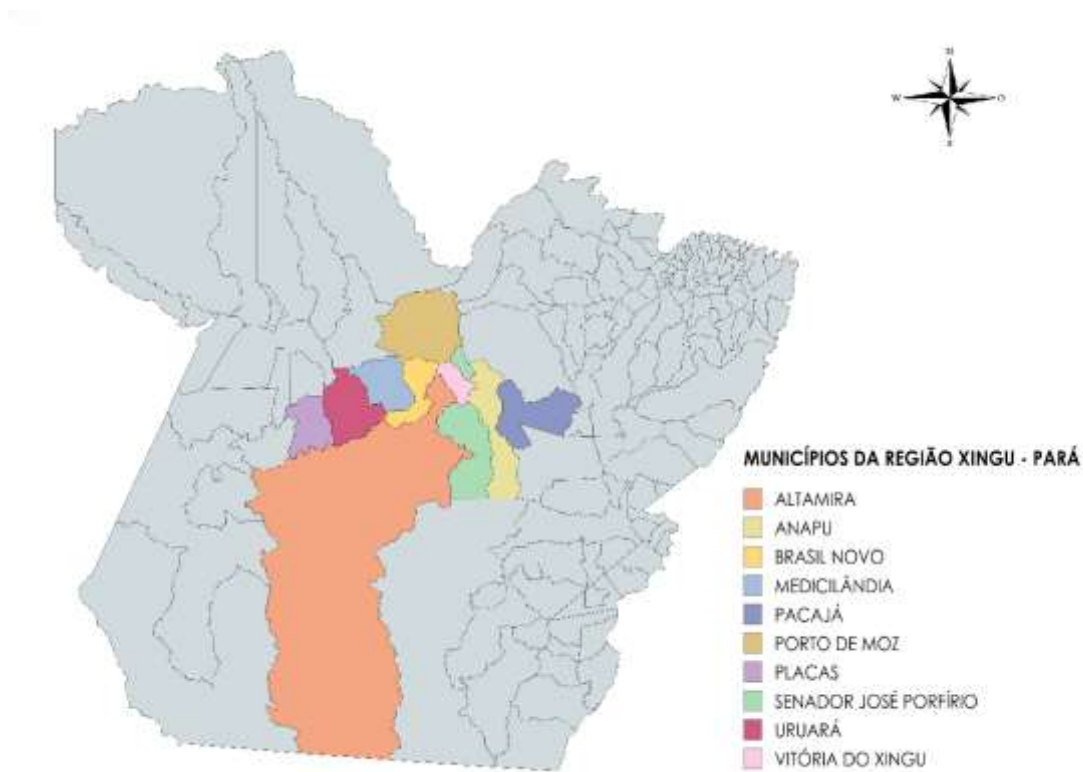 N
W O
S
MUNICÍPIOS DA REGIÃO XINGU - PARÁ
ALTAMIRA
ANAPU
BRASIL NOVO
MEDICILÂNDIA
PACAJÁ
PORTO DE MOZ
PLACAS
SENADOR JOSÉ PORFÍRIO
URUARÁ
VITÓRIA DO XINGU